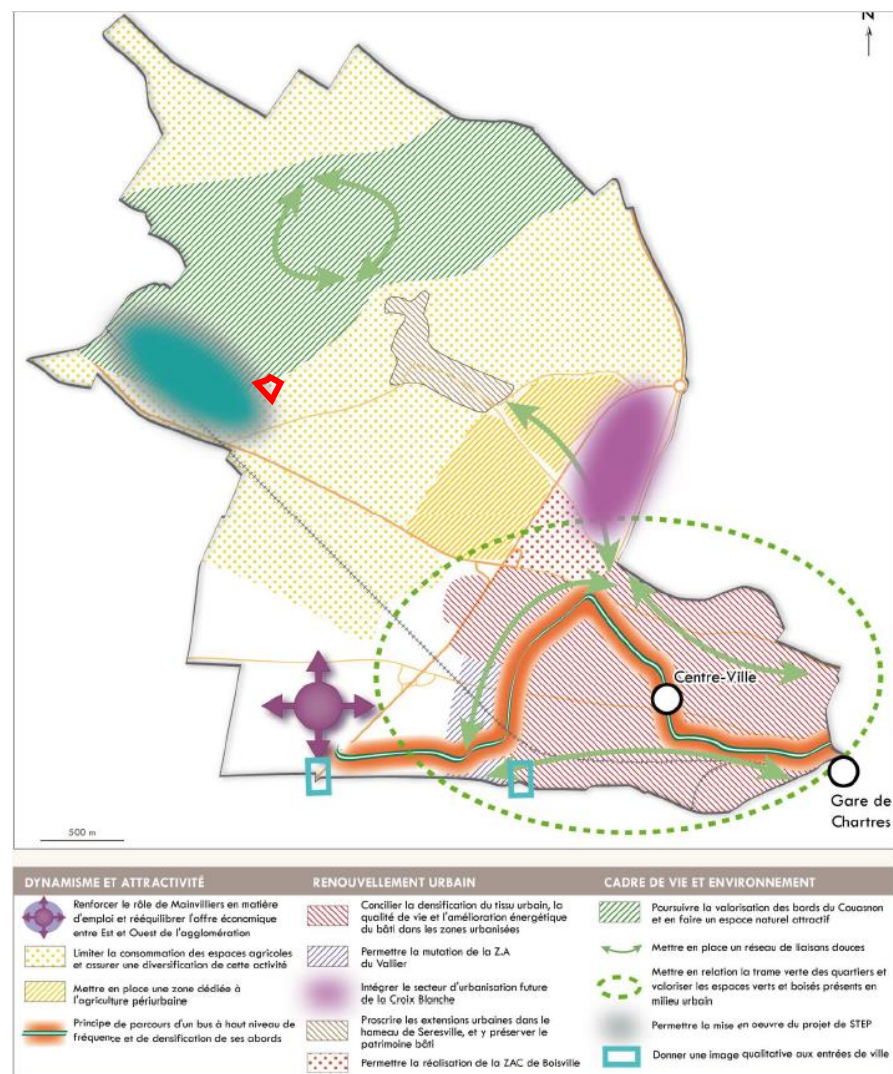 N
Centre-Ville
Gare de
Chartres
500 m
DYNAMISME ET ATTRACTIVITÉ
Renforcer le rôle de Mainvilliers en matière
d'emploi et rééquilibrer l'offre économique
entre Est et Ouest de l'agglomération
Limiter la consommation des espaces agricoles
et assurer une diversification de cette activité
Mettre en place une zone dédiée à
l'agriculture périurbaine
Principe de parcours d'un bus à haut niveau de
fréquence et de densification de ses abords
RENOUVELLEMENT URBAIN
Concilier la densification du tissu urbain, la
qualité de vie et l'amélioration énergétique
du bâti dans les zones urbanisées
Permettre la mutation de la Z.A
du Vallier
Intégrer le secteur d'urbanisation future
de la Croix Blanche
Proscrire les extensions urbaines dans le
hameau de Seresville, et y préserver le
patrimoine bâti
Permettre la réalisation de la ZAC de Boisville
CADRE DE VIE ET ENVIRONNEMENT
Poursuivre la valorisation des bords du Couasnon
et en faire un espace naturel attractif
Mettre en place un réseau de liaisons douces
Mettre en relation la trame verte des quartiers et
valoriser les espaces verts et boisés présents en
milieu urbain
Permettre la mise en oeuvre du projet de STEP
Donner une image qualitative aux entrées de ville